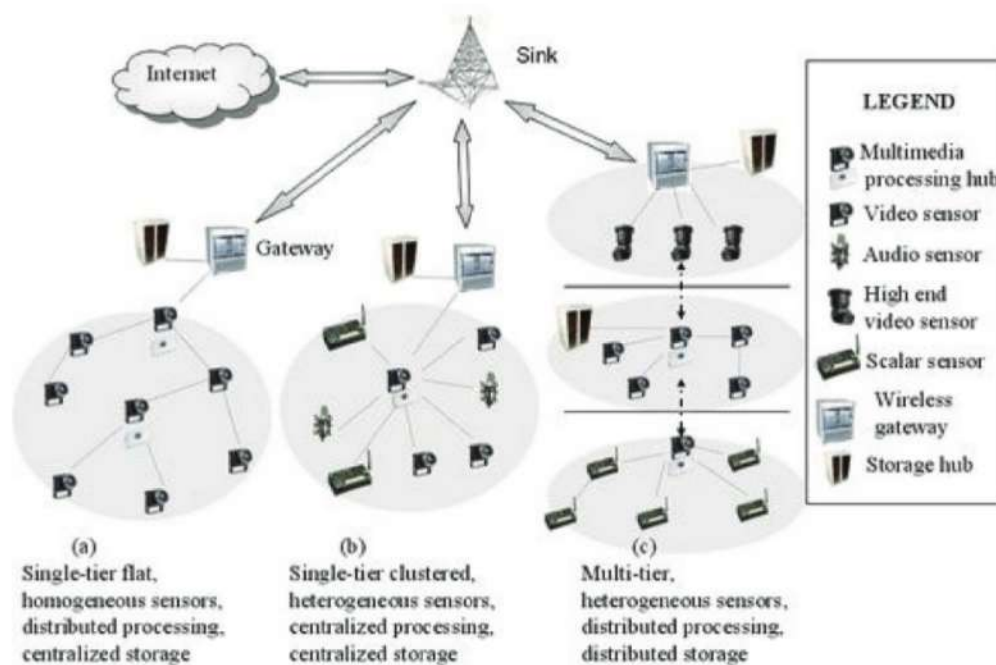 Sink
Internet
Gateway
LEGEND
Multimedia
processing hub
Video sensor
Audio sensor
High end
video sensor
Scalar sensor
Wireless
gateway
Storage hub
(a)
Single-tier flat,
homogeneous sensors,
distributed processing,
centralized storage
(b)
Single-tier clustered,
heterogeneous sensors,
centralized processing,
centralized storage
(c)
Multi-tier,
heterogeneous sensors,
distributed processing,
distributed storage